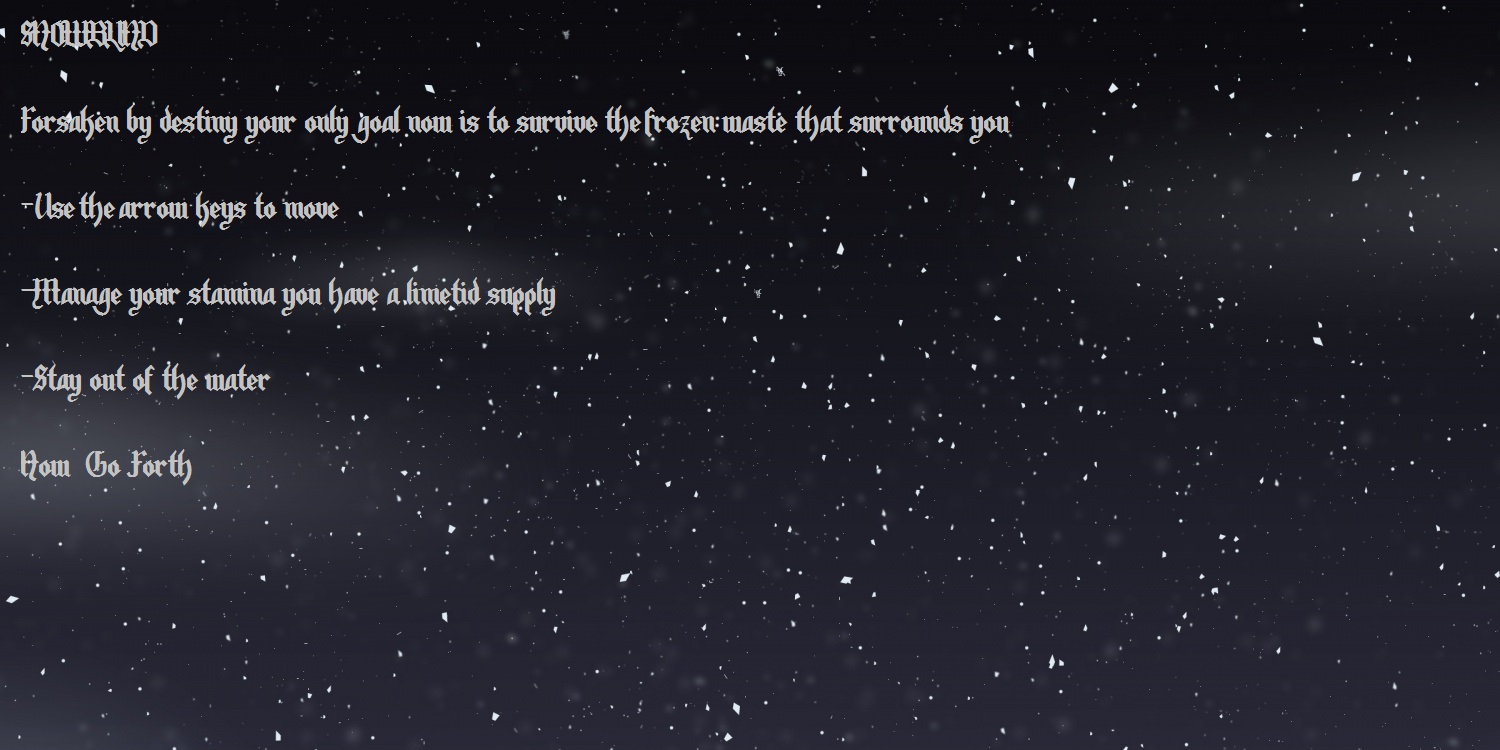 SNOWBLIND
Forsaken by destiny your only goal now is to survive the frozen waste that surrounds you
-Use the arrow keys to move
-Manage your stamina you have a limetid supply
-Stay out of the water
Now Go Forth